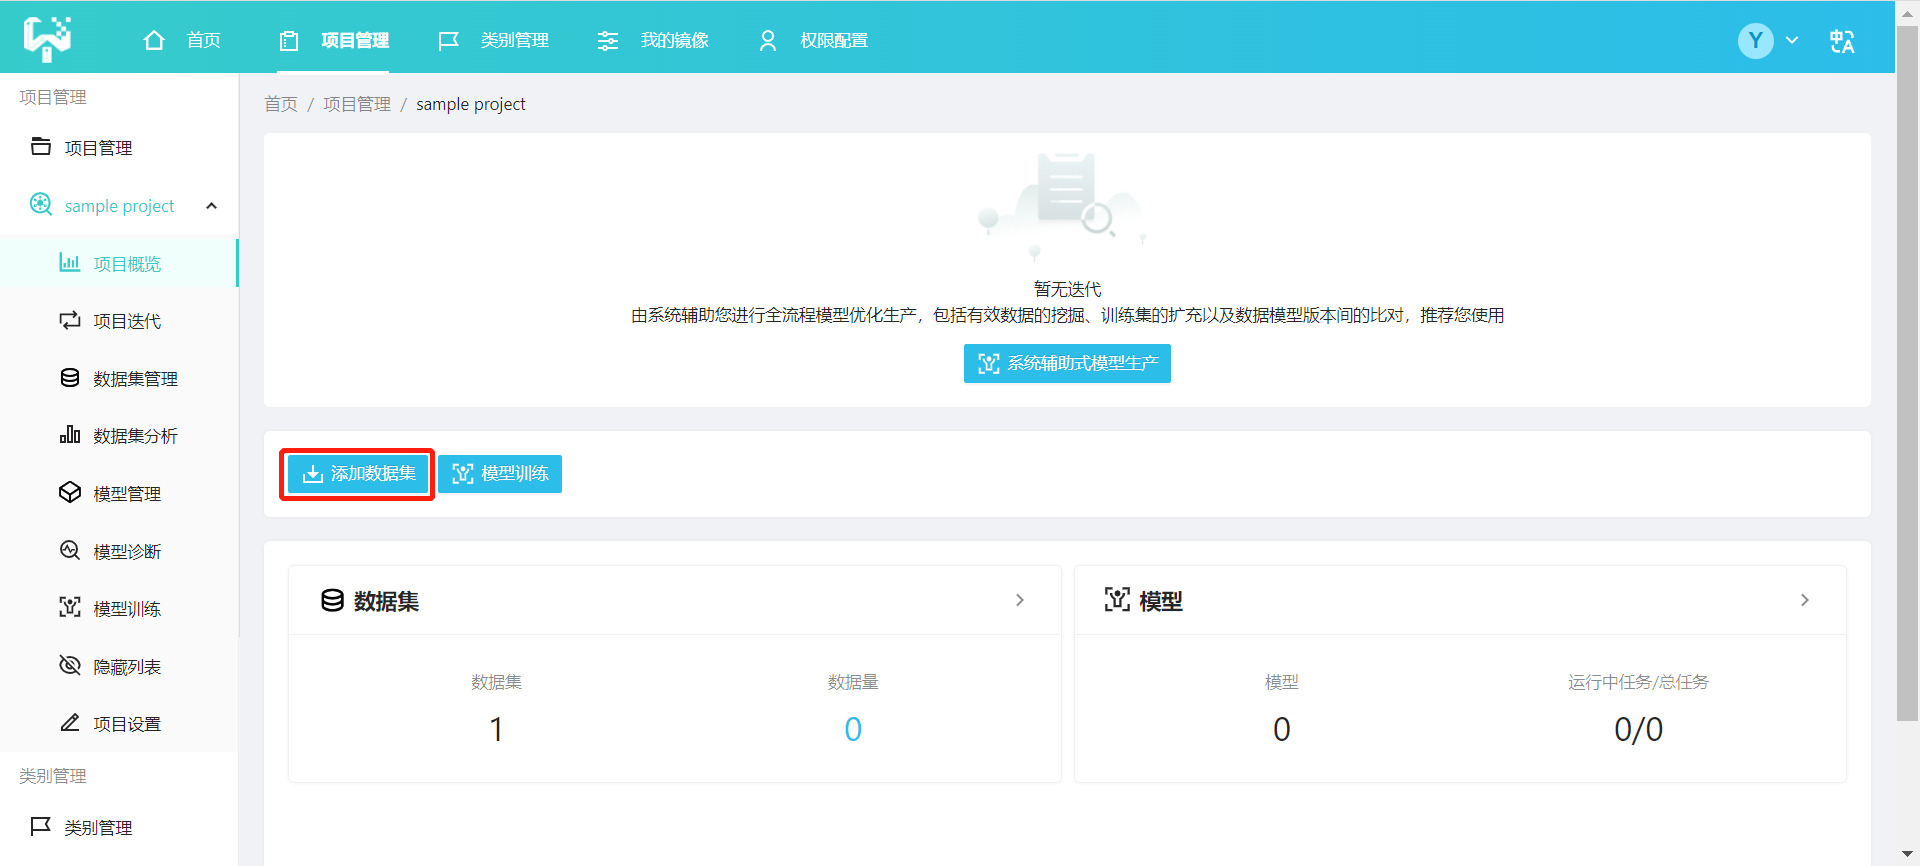 首页 项目管理 类别管理 我的镜像 权限配置 Y 中A
项目管理
项目管理
sample project
项目概览
项目迭代
数据集管理
数据集分析
模型管理
模型诊断
模型训练
隐藏列表
项目设置
类别管理
类别管理
首页 / 项目管理 / sample project
暂无迭代
由系统辅助您进行全流程模型优化生产，包括有效数据的挖掘、训练集的扩充以及数据模型版本间的比对，推荐您使用
系统辅助式模型生产
添加数据集 模型训练
数据集
数据集 数据量
1 0
模型
模型 运行中任务/总任务
0 0/0